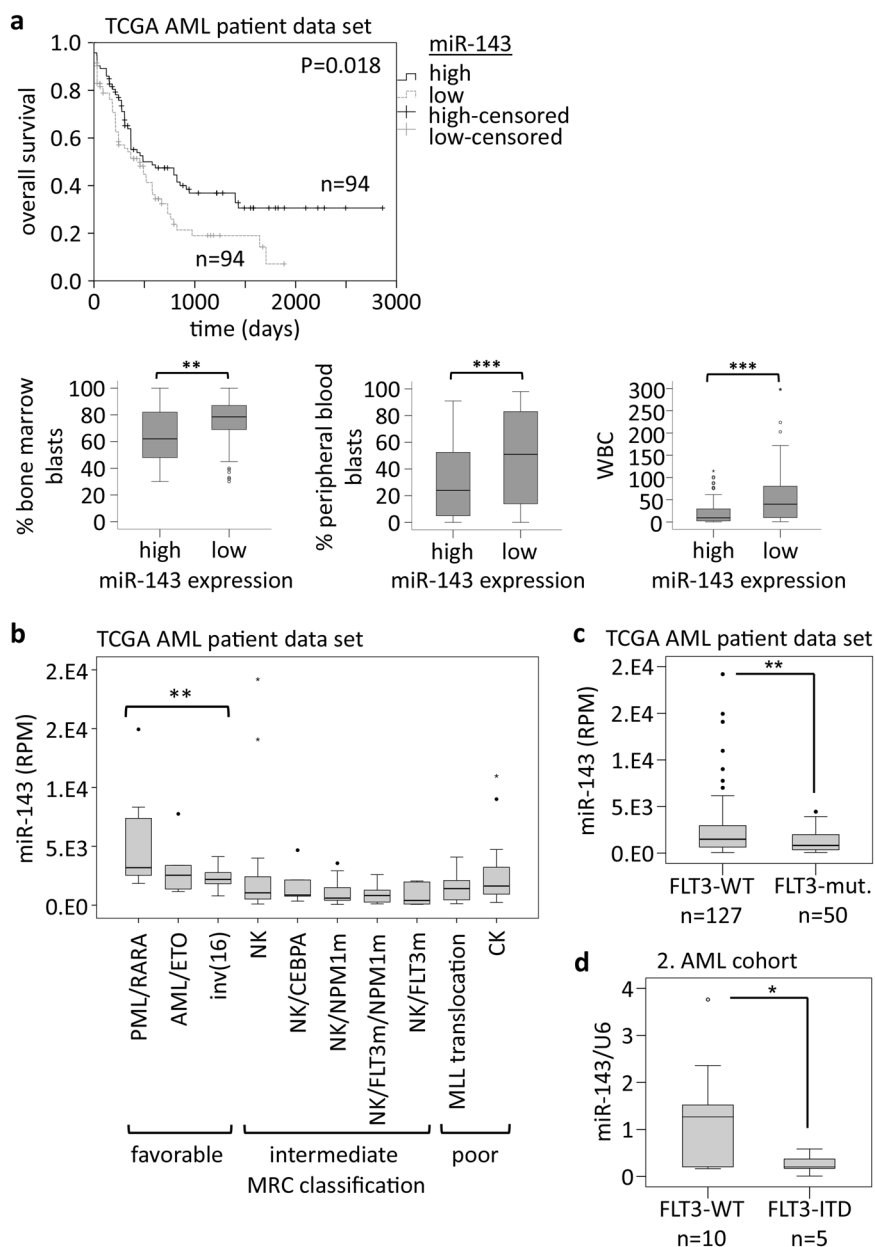 a
TCGA AML patient data set
overall survival
1.0
0.8
0.6
0.4
0.2
0.0
P=0.018
n=94
n=94
0 1000 2000 3000
time (days)
miR-143
high
low
high-censored
low-censored
% bone marrow
blasts
100
80
60
40
20
0
**
high low
miR-143 expression
% peripheral blood
blasts
100
80
60
40
20
0
***
high low
miR-143 expression
WBC
300
250
200
150
100
50
0
***
high low
miR-143 expression
b TCGA AML patient data set
miR-143 (RPM)
2.E4
2.E4
1.E4
5.E3
0.E0
**
PML/RARA
AML/ETO
inv(16)
NK
NK/CEBPA
NK/NPM1m
NK/FLT3m/NPM1m
NK/FLT3m
MLL translocation
CK
favorable intermediate poor
MRC classification
c TCGA AML patient data set
miR-143 (RPM)
2.E4
2.E4
1.E4
5.E3
0.E0
**
FLT3-WT FLT3-mut.
n=127 n=50
d 2. AML cohort
miR-143/U6
4
3
2
1
0
*
FLT3-WT FLT3-ITD
n=10 n=5